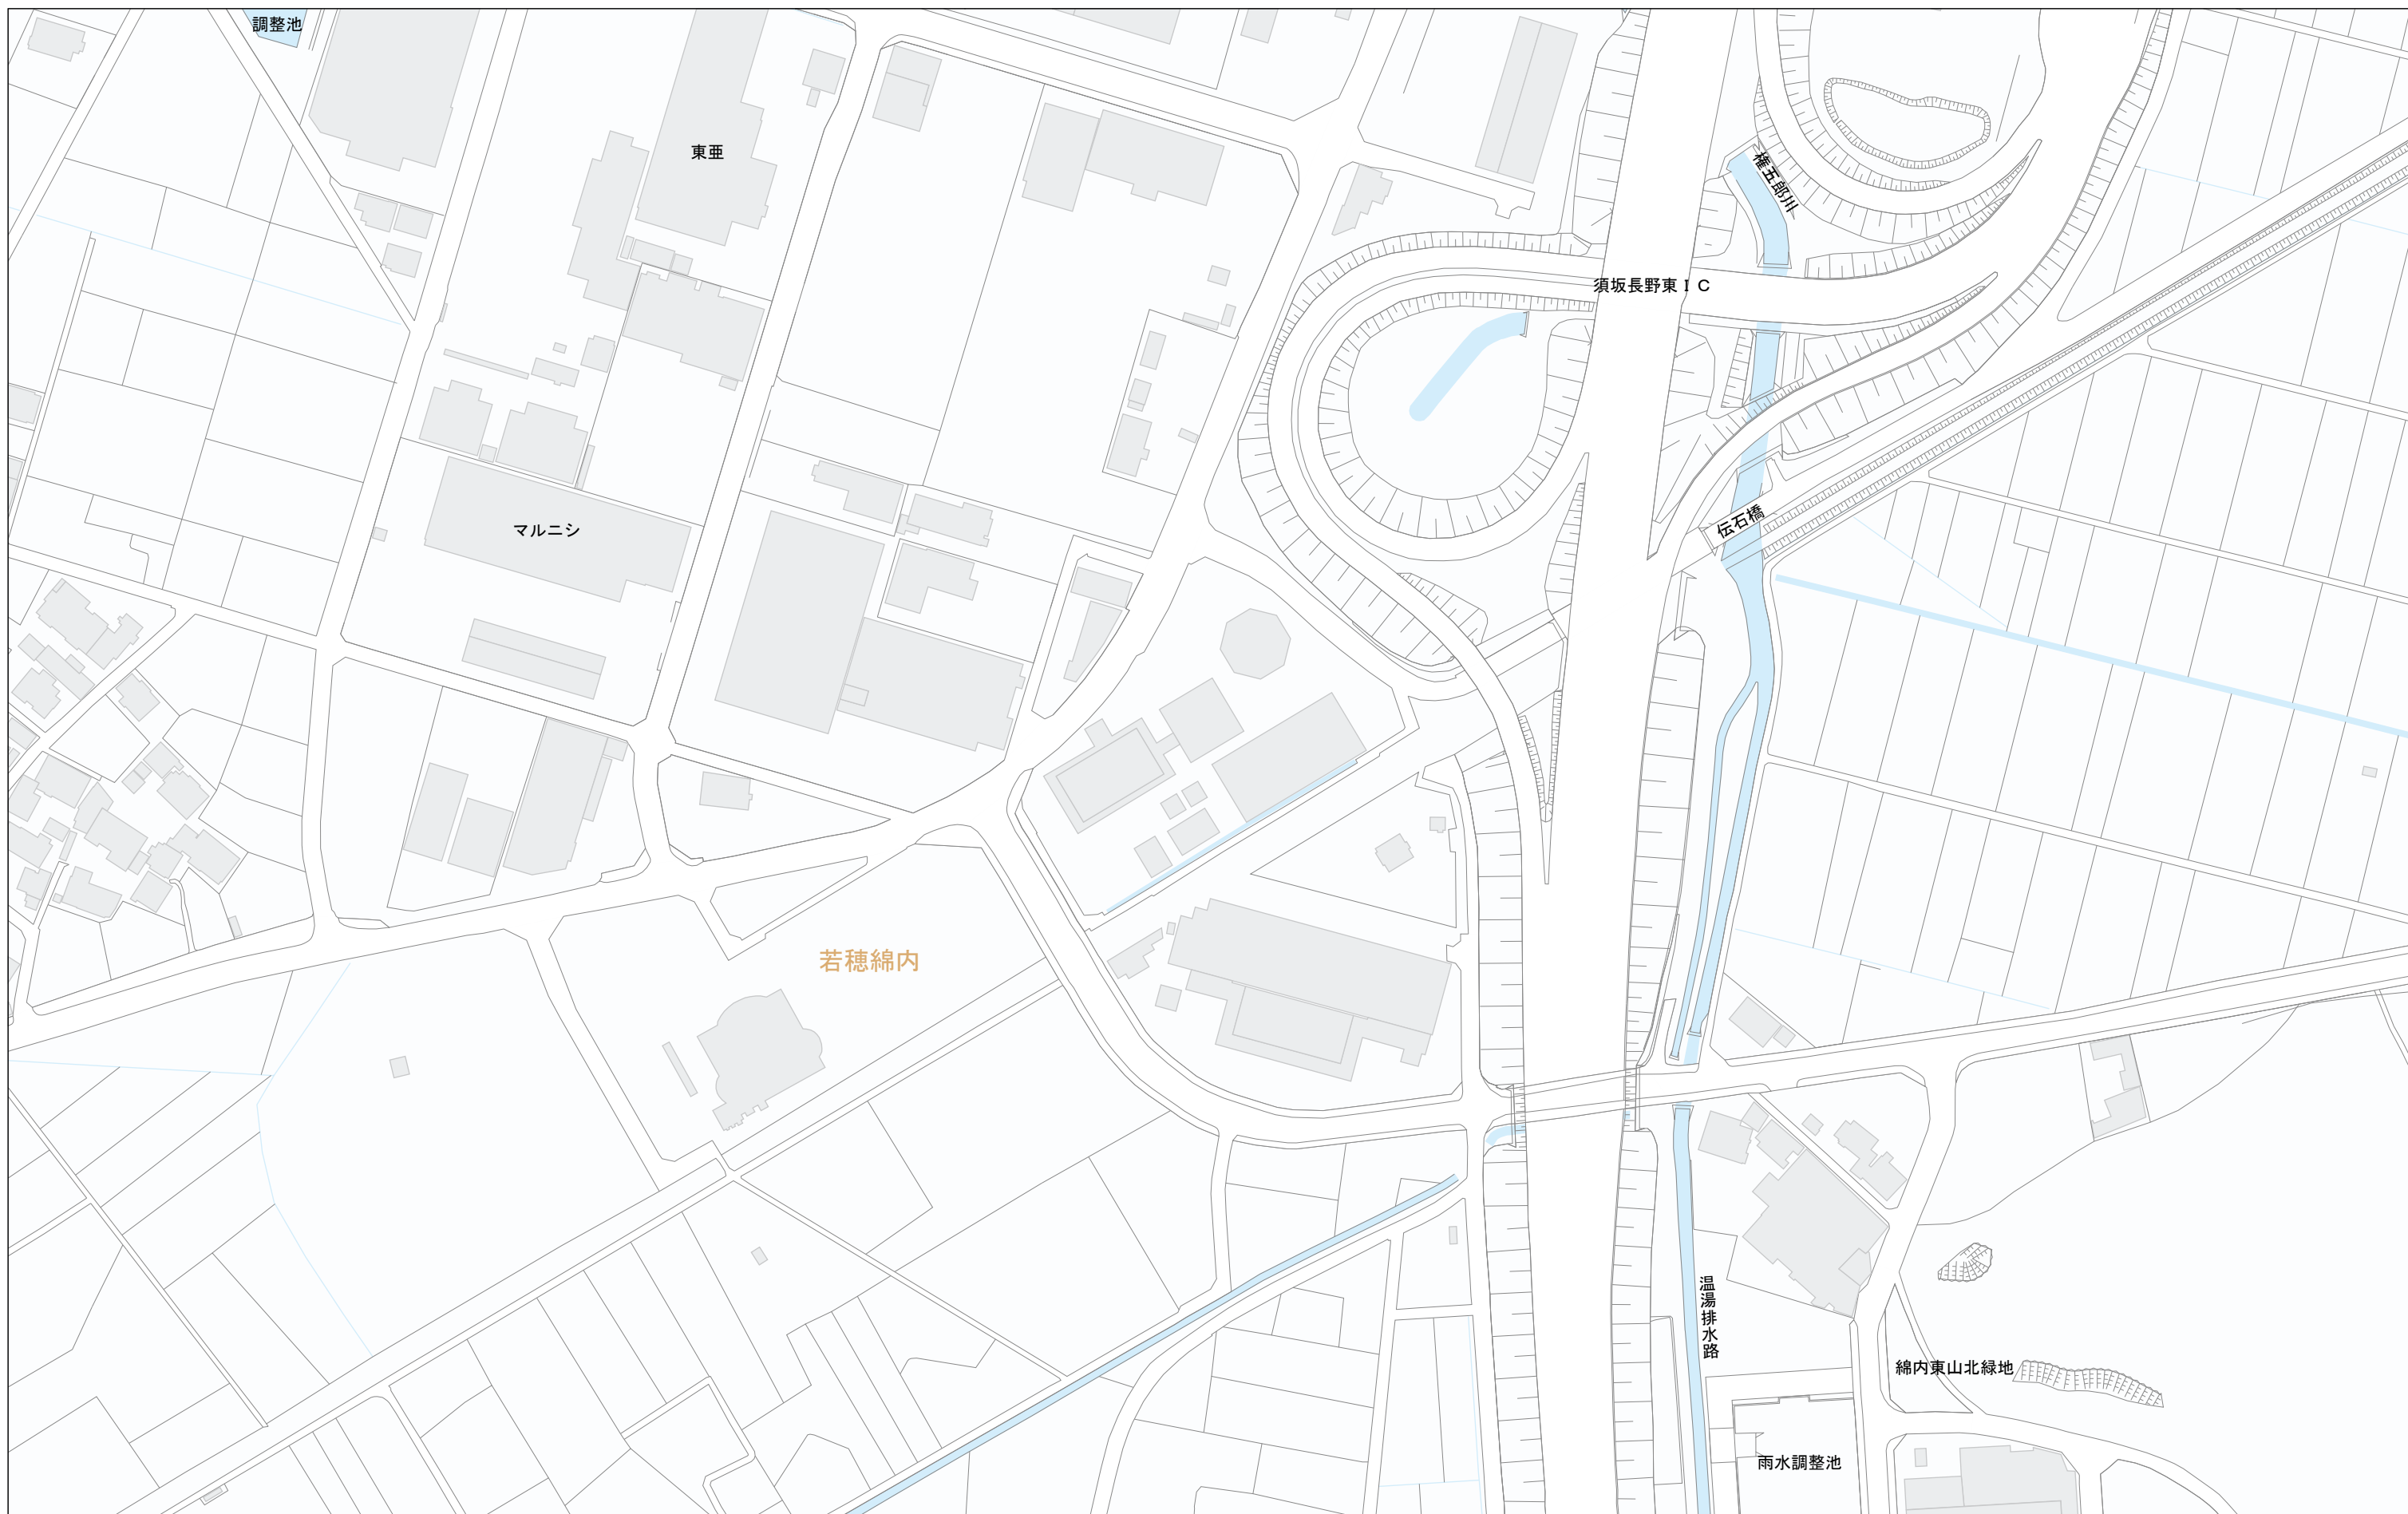 調整池
東亜
権五郎川
須坂長野東ＩＣ
伝石橋
マルニシ
若穂綿内
温湯排水路
綿内東山北緑地
雨水調整池